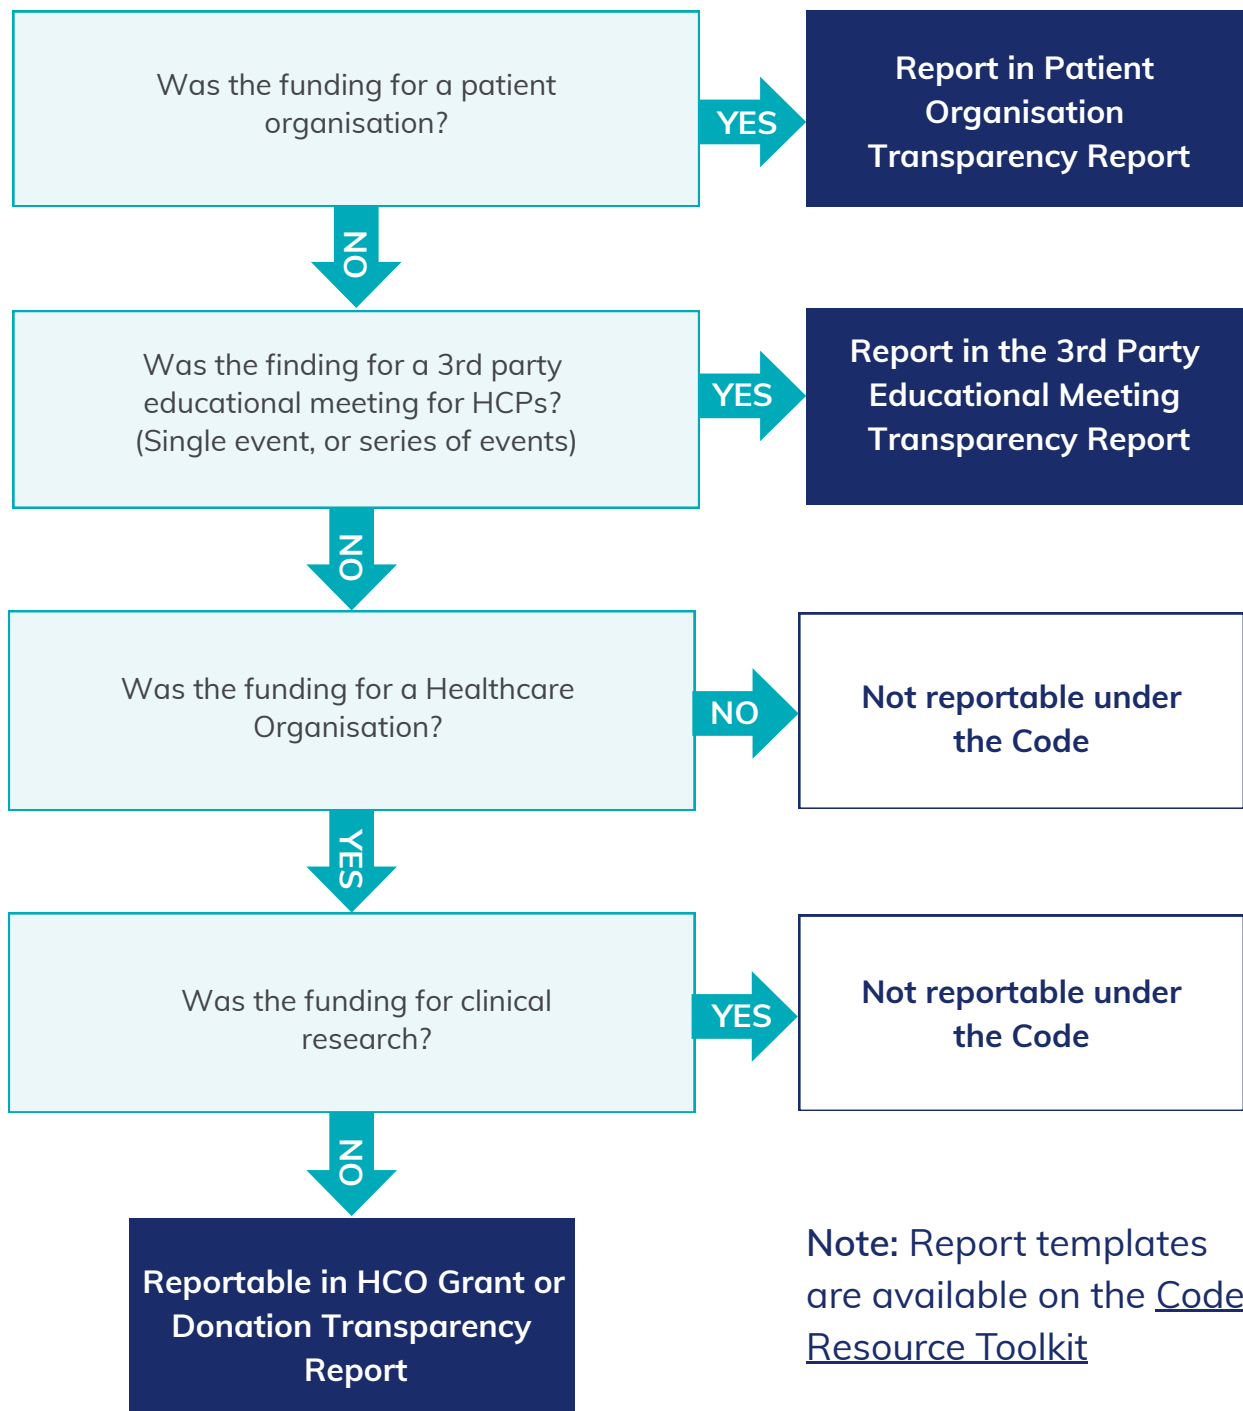 Was the funding for a patient
organisation?
YES
Report in Patient
Organisation
Transparency Report
NO
Was the finding for a 3rd party
educational meeting for HCPs?
(Single event, or series of events)
YES
Report in the 3rd Party
Educational Meeting
Transparency Report
NO
Was the funding for a Healthcare
Organisation?
NO
Not reportable under
the Code
YES
Was the funding for clinical
research?
YES
Not reportable under
the Code
NO
Reportable in HCO Grant or
Donation Transparency
Report
Note: Report templates
are available on the Code
Resource Toolkit